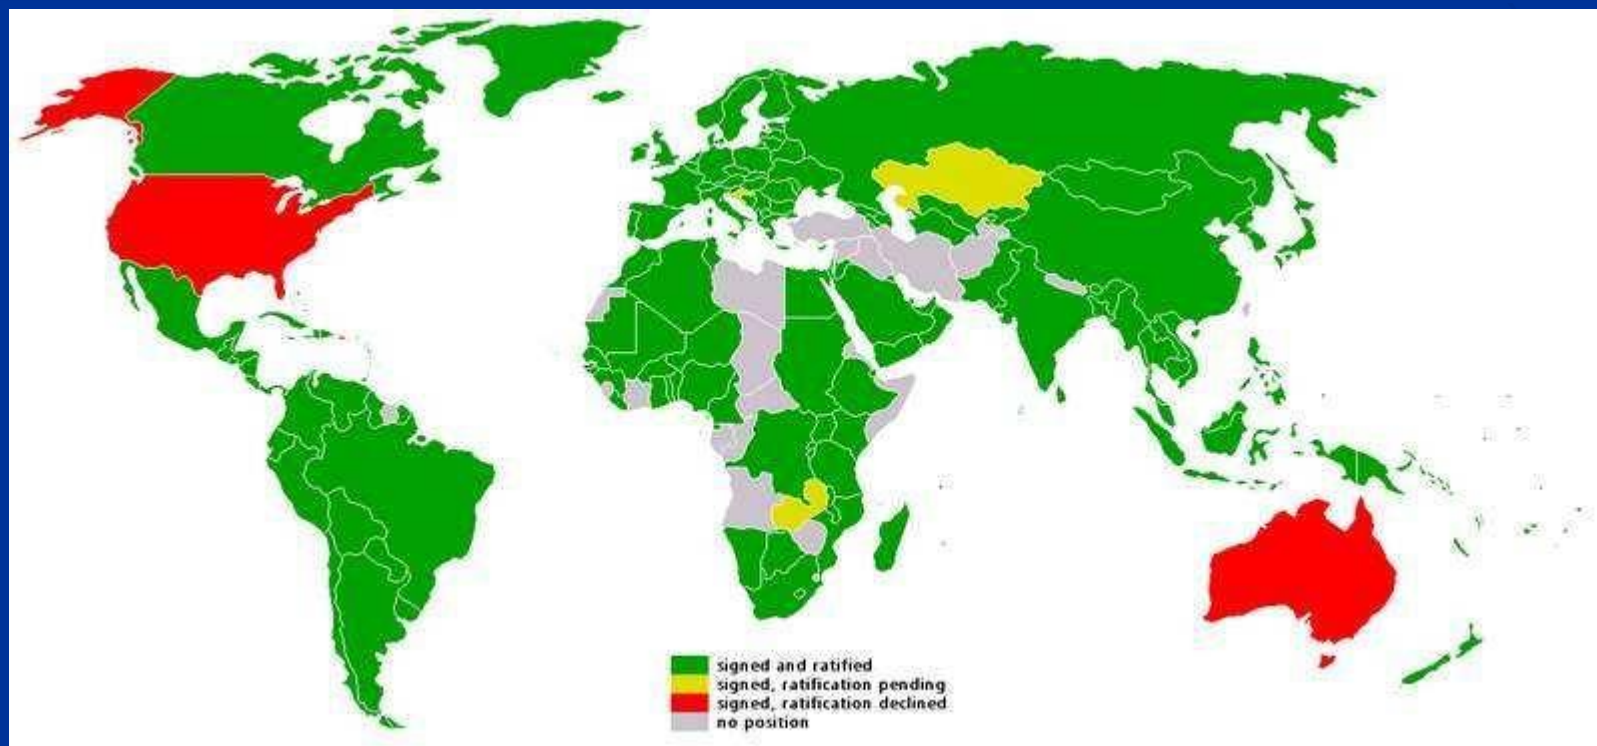 signed and ratified
signed, ratification pending
signed, ratification declined
no position